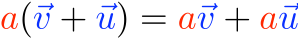 a(v⃗ + u⃗) = av⃗ + au⃗